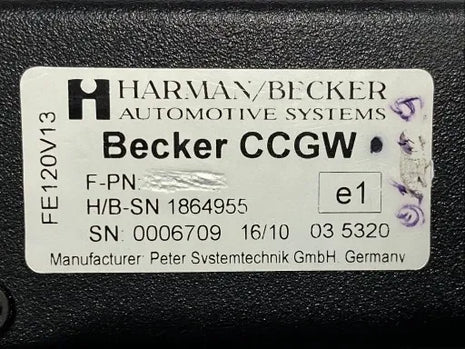 HARMAN/BECKER
AUTOMOTIVE SYSTEMS
Becker CCGW
F-PN:
H/B-SN 1864955
e1
SN: 0006709 16/10 03 5320
Manufacturer: Peter Systemtechnik GmbH. Germany
FE120V13